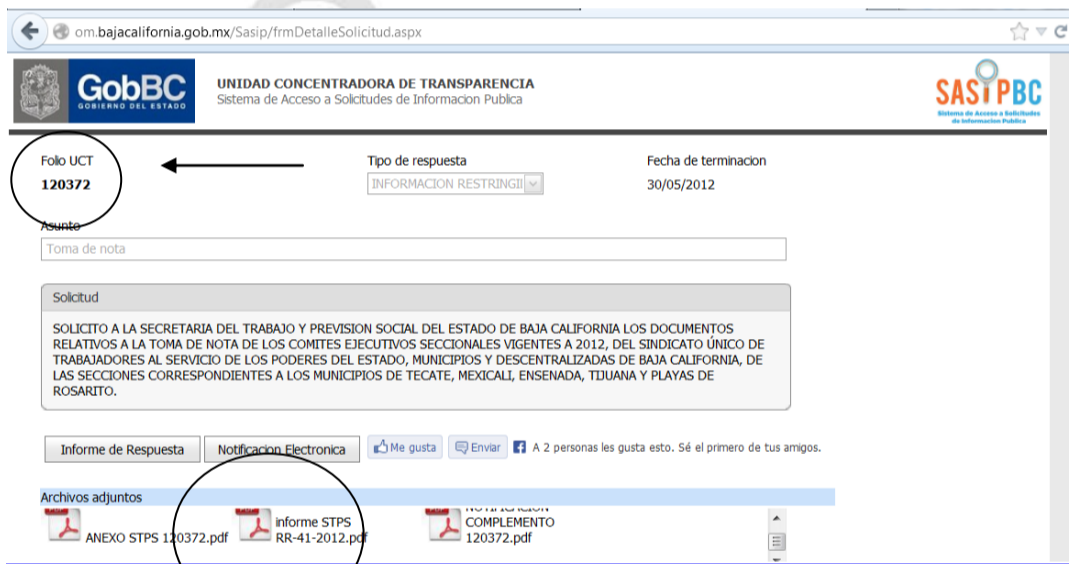 om.bajacalifornia.gob.mx/Sasip/frmDetalleSolicitud.aspx
GobBC
GOBIERNO DEL ESTADO
UNIDAD CONCENTRADORA DE TRANSPARENCIA
Sistema de Acceso a Solicitudes de Informacion Publica
SASIPBC
Sistema de Acceso a Solicitudes
de Informacion Publica
Folio UCT
Tipo de respuesta
Fecha de terminacion
120372
INFORMACION RESTRINGI
30/05/2012
Asunto
Toma de nota
Solicitud
SOLICITO A LA SECRETARIA DEL TRABAJO Y PREVISION SOCIAL DEL ESTADO DE BAJA CALIFORNIA LOS DOCUMENTOS
RELATIVOS A LA TOMA DE NOTA DE LOS COMITES EJECUTIVOS SECCIONALES VIGENTES A 2012, DEL SINDICATO ÚNICO DE
TRABAJADORES AL SERVICIO DE LOS PODERES DEL ESTADO, MUNICIPIOS Y DESCENTRALIZADAS DE BAJA CALIFORNIA, DE
LAS SECCIONES CORRESPONDIENTES A LOS MUNICIPIOS DE TECATE, MEXICALI, ENSENADA, TIJUANA Y PLAYAS DE
ROSARITO.
Informe de Respuesta
Notificacion Electronica
Me gusta
Enviar
A 2 personas les gusta esto. Sé el primero de tus amigos.
Archivos adjuntos
ANEXO STPS 120372.pdf
informe STPS
RR-41-2012.pdf
NOTIFICACION
COMPLEMENTO
120372.pdf